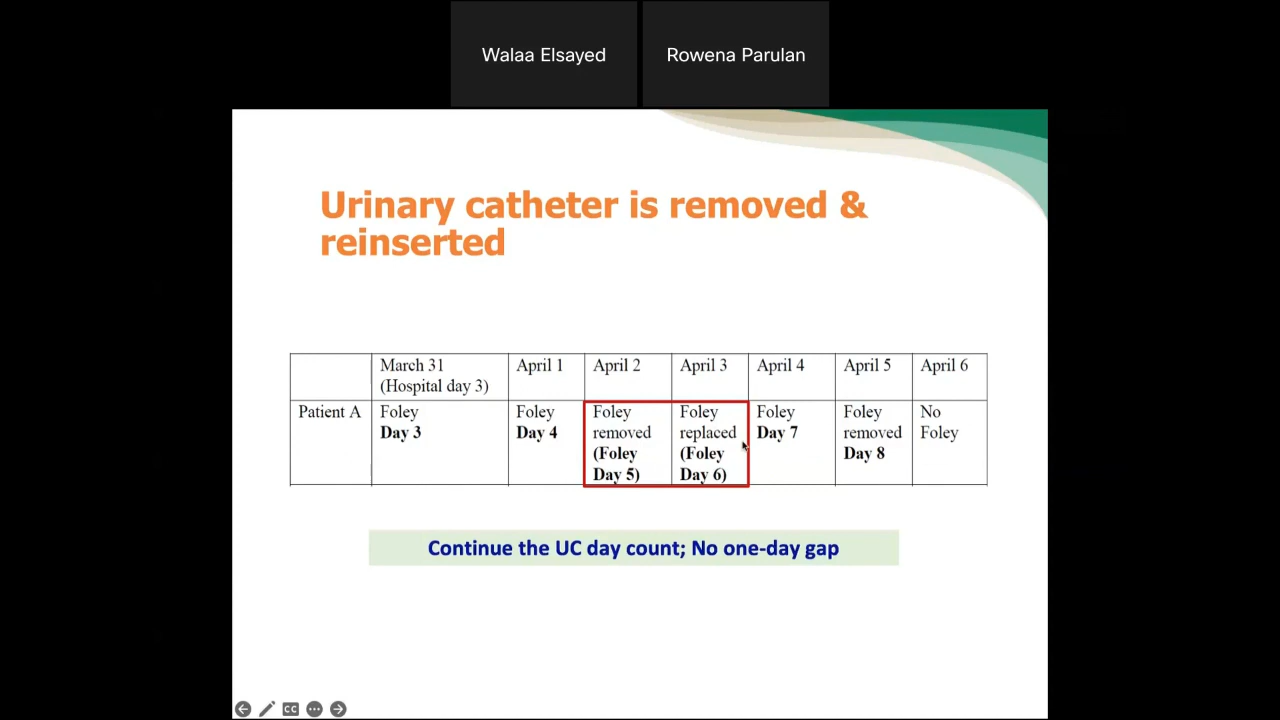 Walaa Elsayed
Rowena Parulan
Urinary catheter is removed &
reinserted
March 31
(Hospital day 3)
April 1
April 2
April 3
April 4
April 5
April 6
Patient A
Foley
Day 3
Foley
Day 4
Foley
removed
(Foley
Day 5)
Foley
replaced
(Foley
Day 6)
Foley
Day 7
Foley
removed
Day 8
No
Foley
Continue the UC day count; No one-day gap
CC